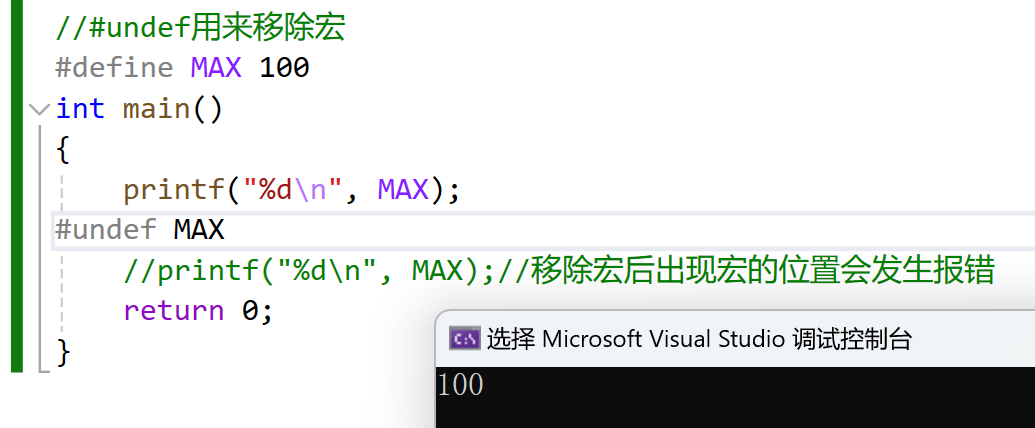 //#undef用来移除宏
#define MAX 100
int main()
{
    printf("%d\n", MAX);
#undef MAX
    //printf("%d\n", MAX);//移除宏后出现宏的位置会发生报错
    return 0;
}
C:\ 选择 Microsoft Visual Studio 调试控制台
100